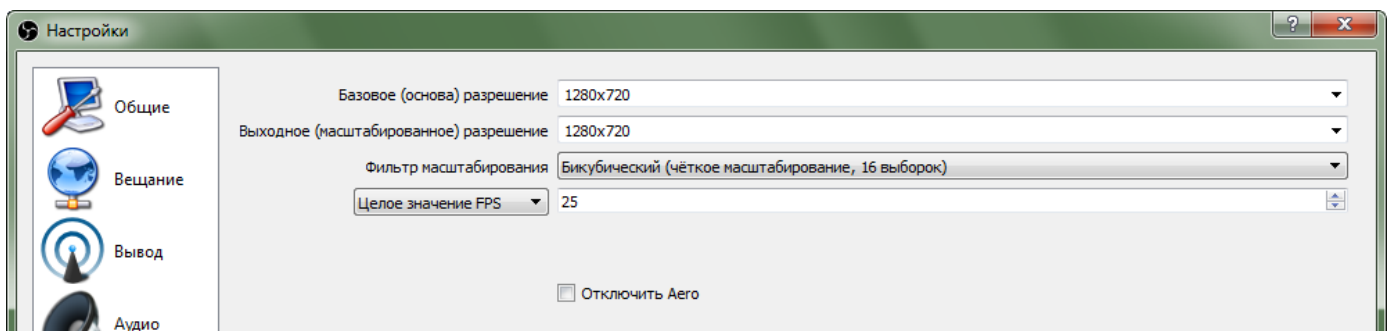 Настройки
Общие
Вещание
Вывод
Аудио
Базовое (основа) разрешение 1280x720
Выходное (масштабированное) разрешение 1280x720
Фильтр масштабирования Бикубический (чёткое масштабирование, 16 выборок)
Целое значение FPS 25
Отключить Aero